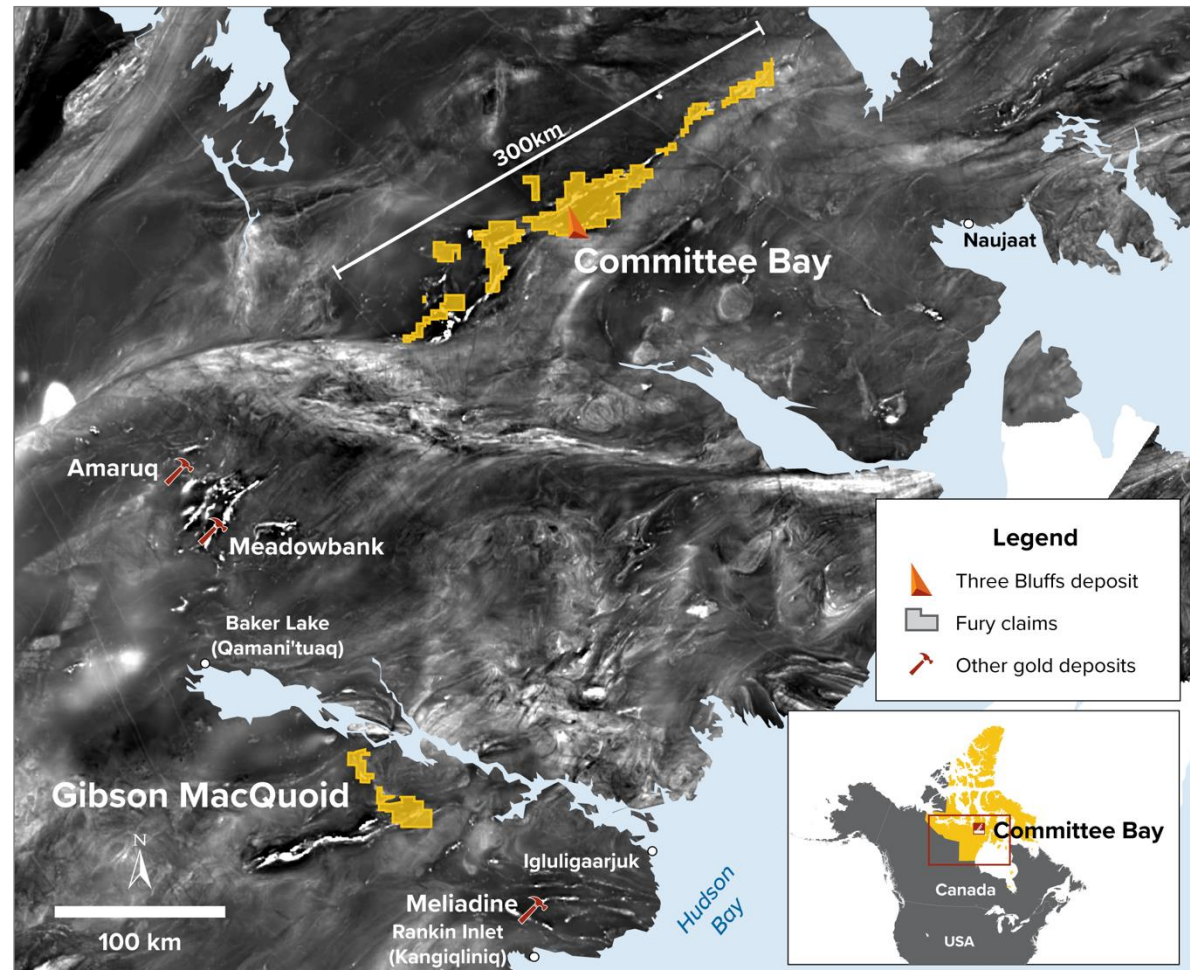 300km
Committee Bay
Naujaat
Amaruq
Meadowbank
Baker Lake
(Qamani'tuaq)
Gibson MacQuoid
Igluligaarjuk
Meliadine
Rankin Inlet
(Kangiqliniq)
Hudson
Bay
N
100 km
Legend
Three Bluffs deposit
Fury claims
Other gold deposits
Committee Bay
Canada
USA